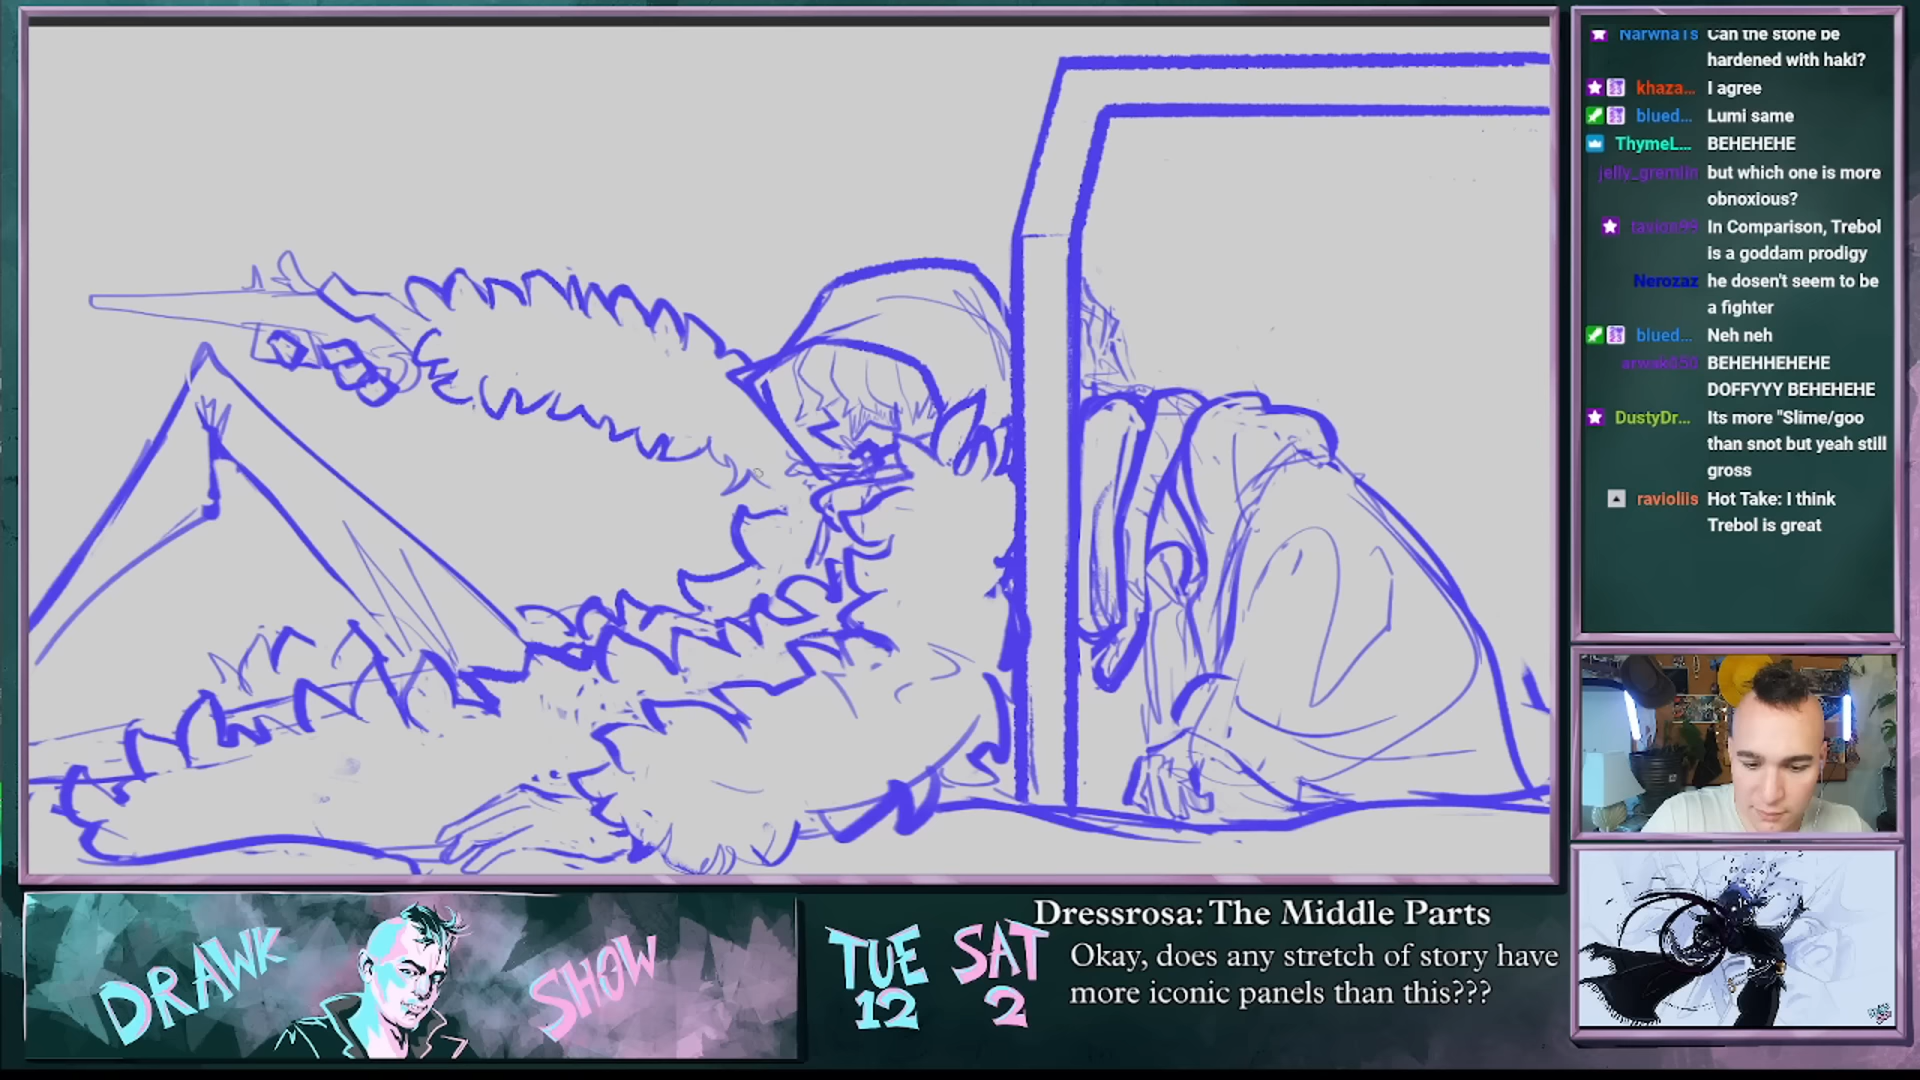 NarwhaTs Can the stone be
hardened with haki?
khaza... I agree
blued... Lumi same
ThymeL... BEHEHEHE
jelly_gremlin but which one is more
obnoxious?
tavion99 In Comparison, Trebol
is a goddam prodigy
Nerozaz he dosen't seem to be
a fighter
blued... Neh neh
BEHEHHEHEHE
DOFFYYY BEHEHEHE
DustyDr... Its more "Slime/goo
than snot but yeah still
gross
ravioliis Hot Take: I think
Trebol is great
DRAWK SHOW
TUE SAT
12 2
Dressrosa: The Middle Parts
Okay, does any stretch of story have
more iconic panels than this???